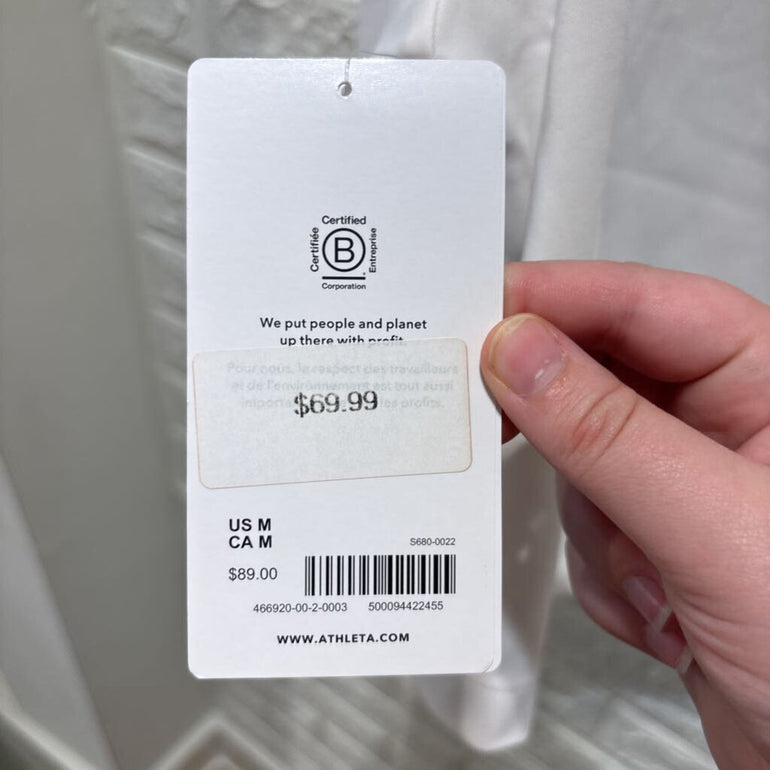 Certified
Certifiée
B
Entreprise
Corporation
We put people and planet
up there with profit.
Pour nous, le respect des travailleurs
et de l'environnement est tout aussi
les profits.
$69.99
US M
CA M
S680-0022
$89.00
466920-00-2-0003 500094422455
WWW.ATHLETA.COM